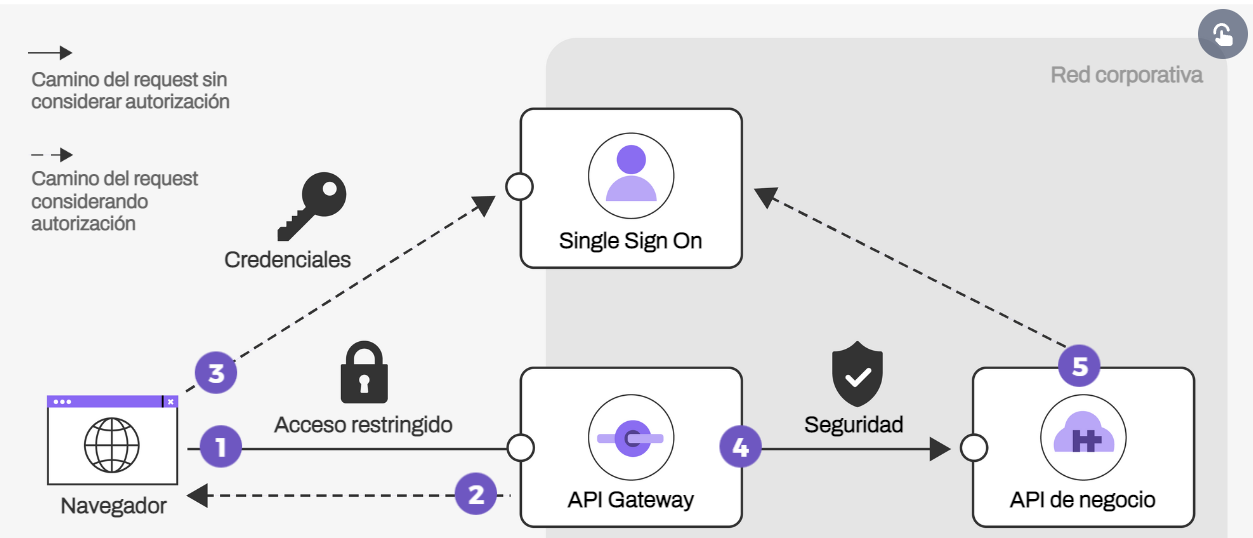 Camino del request sin
considerar autorización
Red corporativa
Camino del request
considerando
autorización
Credenciales
Single Sign On
3
5
Acceso restringido
Seguridad
1
4
2
Navegador
API Gateway
API de negocio